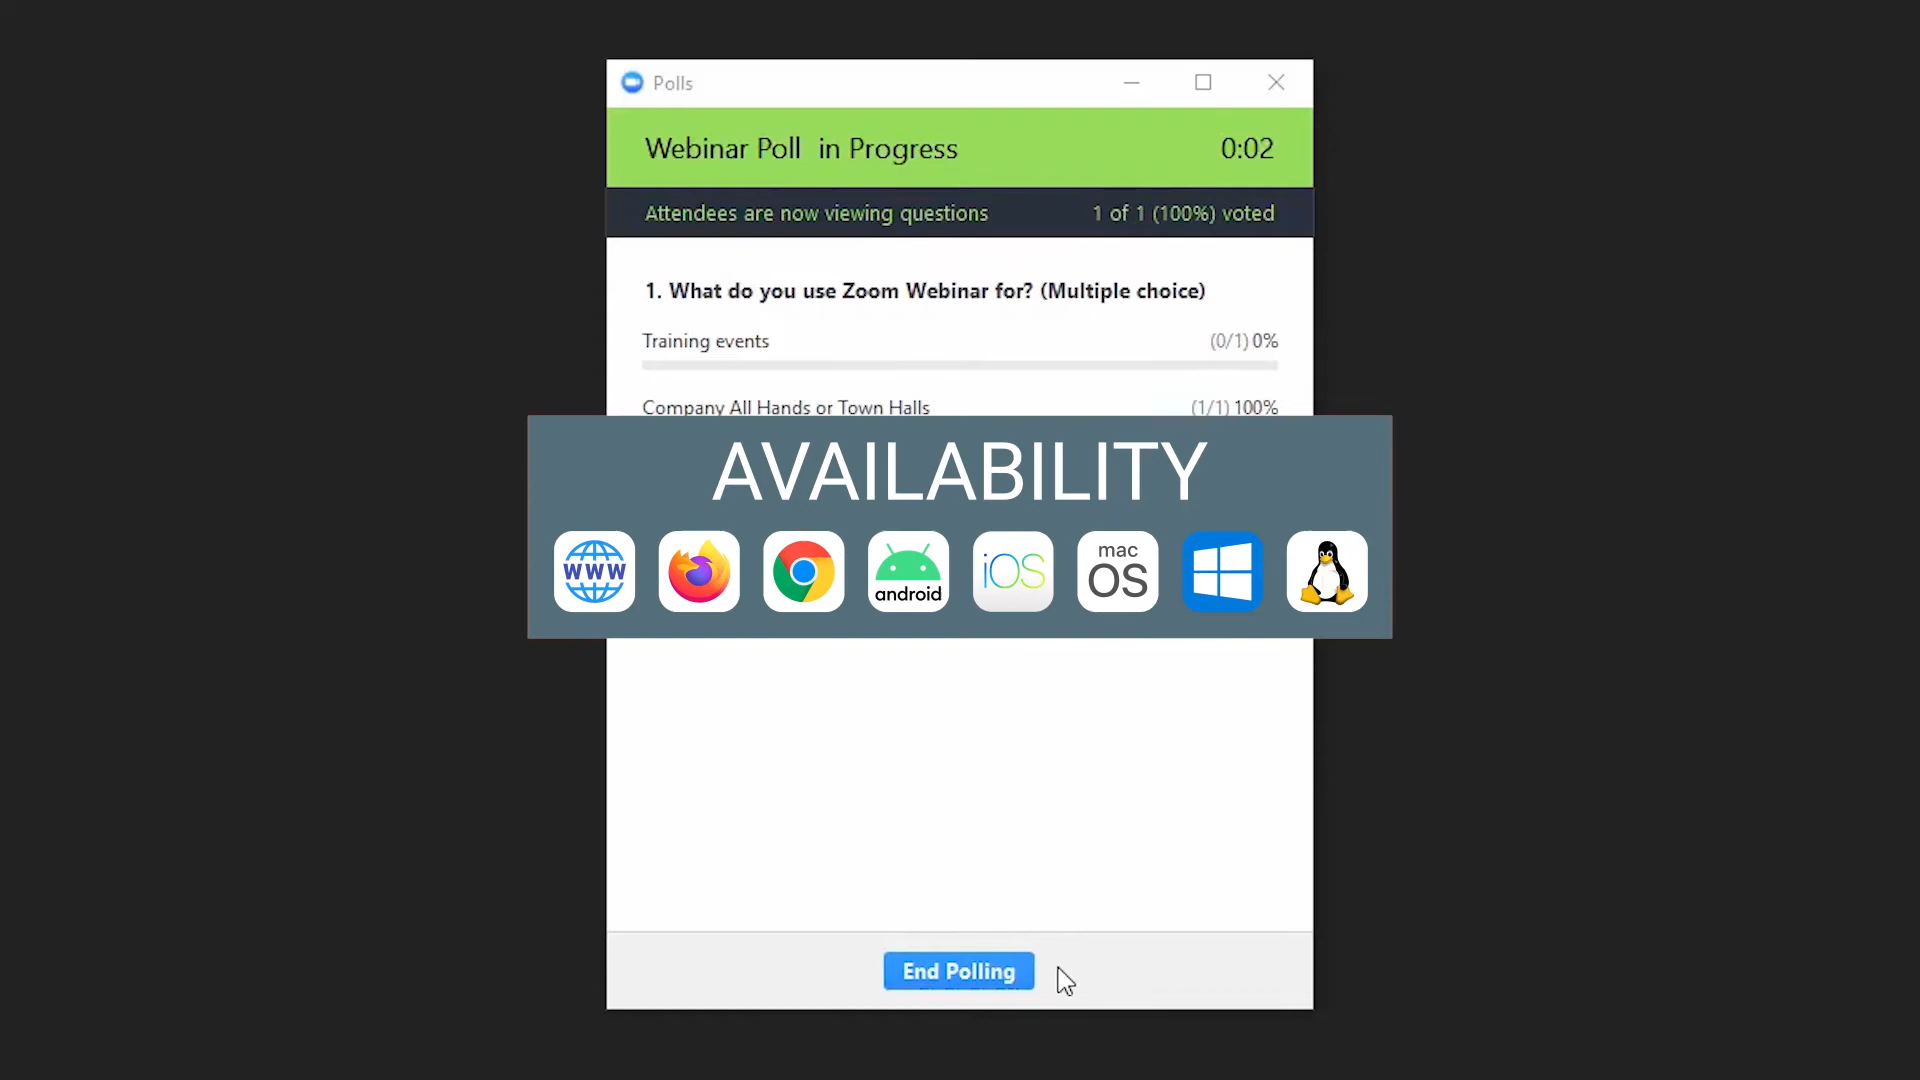 Polls
Webinar Poll in Progress 0:02
Attendees are now viewing questions 1 of 1 (100%) voted
1. What do you use Zoom Webinar for? (Multiple choice)
Training events (0/1) 0%
Company All Hands or Town Halls (1/1) 100%
AVAILABILITY
WWW
android
iOS
mac
OS
End Polling